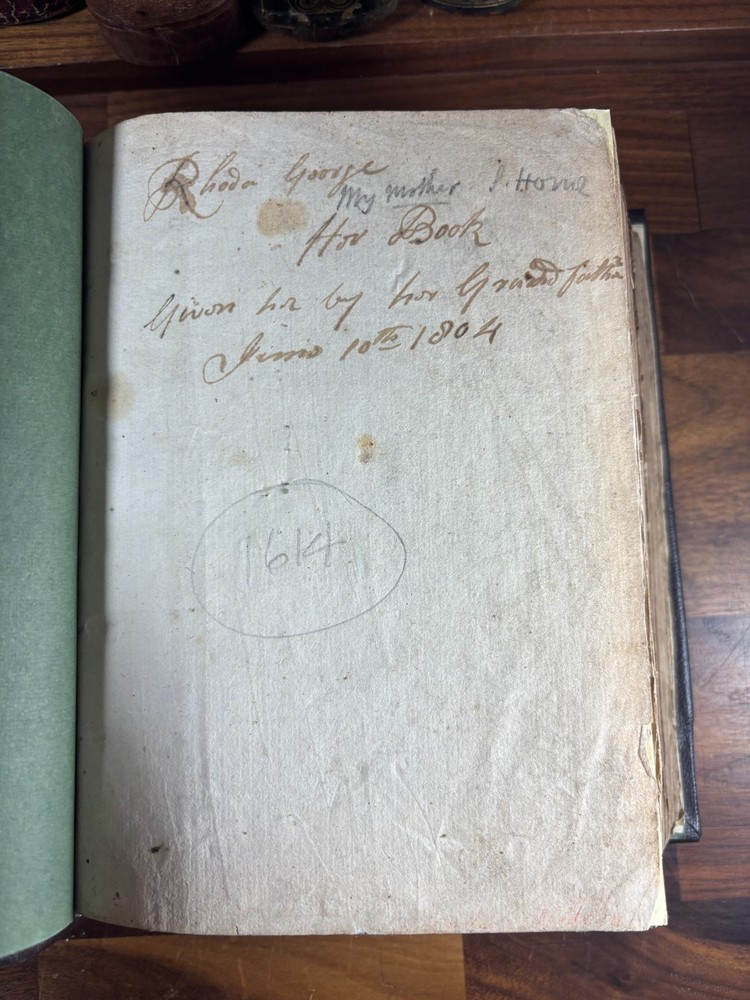 Rhoda George
My mother J. Horne
Her Book
Given her by her Grandfather
June 10th 1804
1614